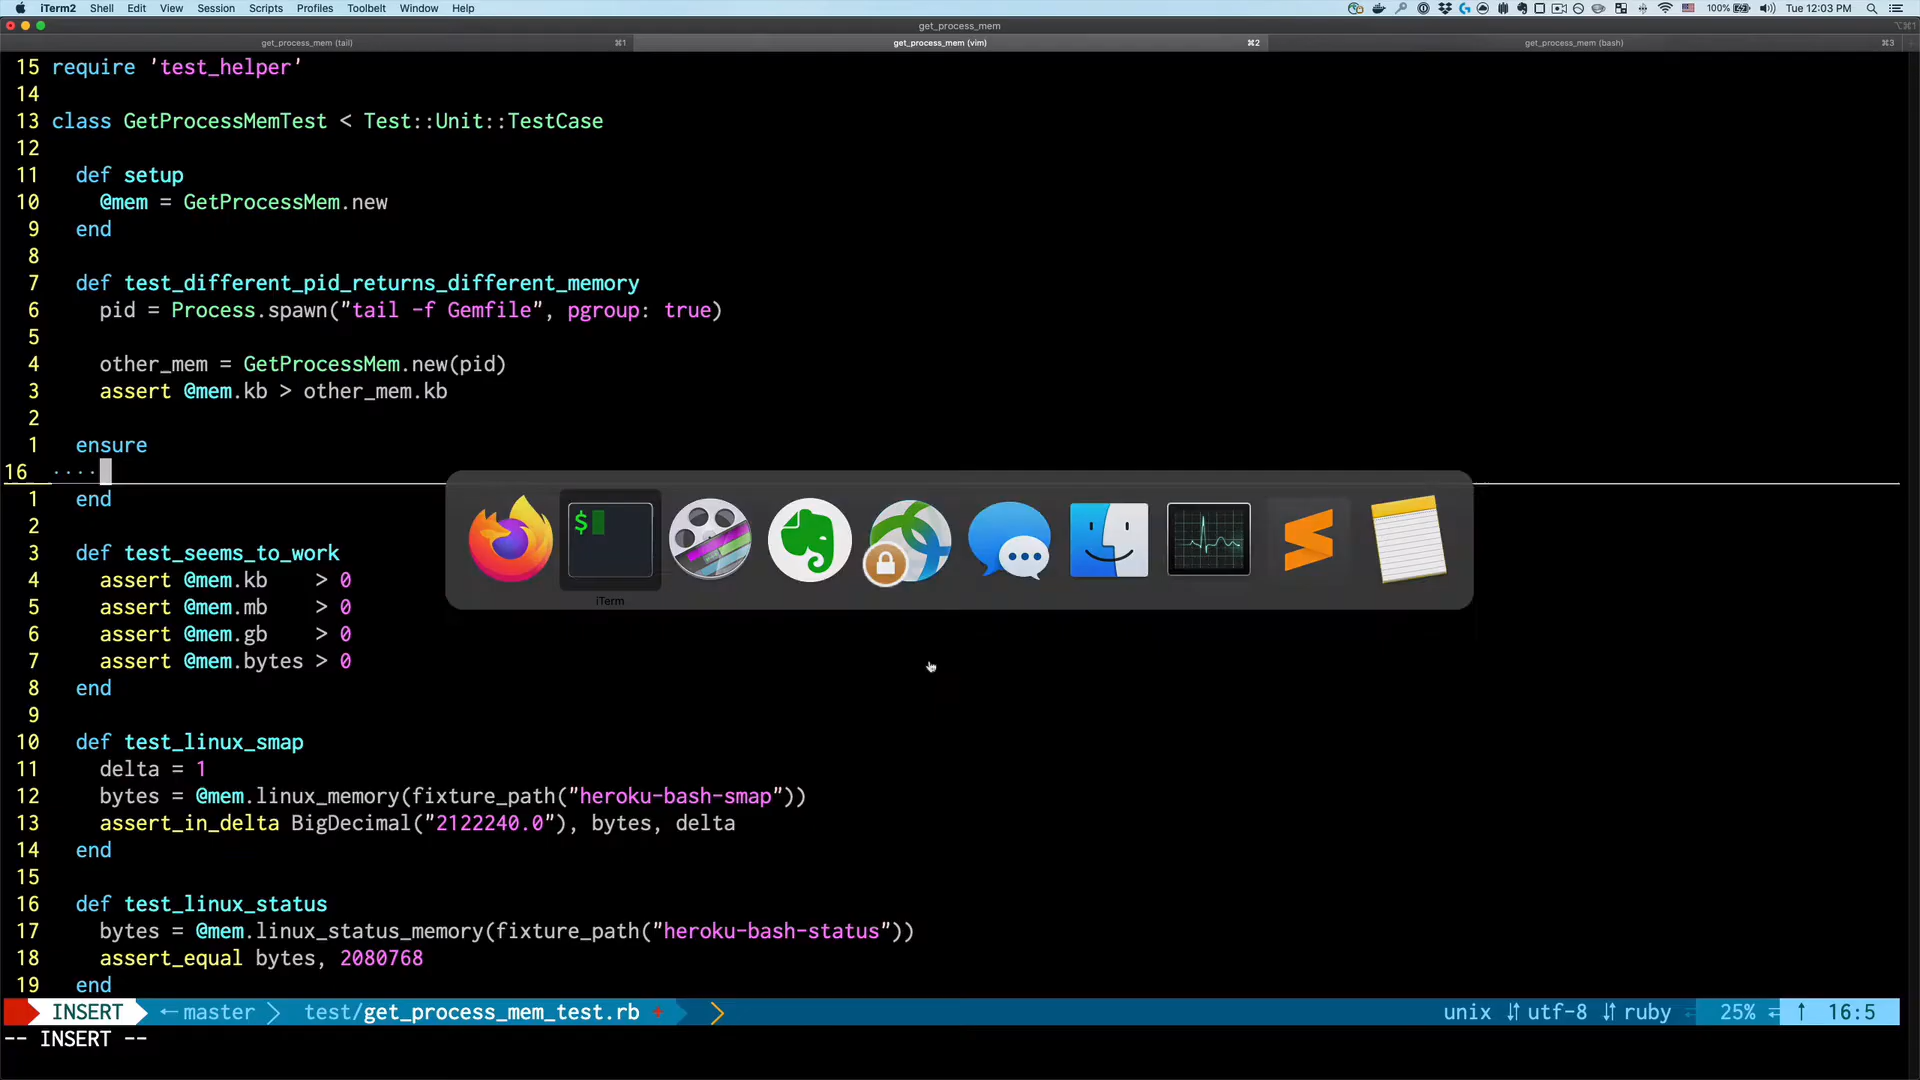 iTerm2 Shell Edit View Session Scripts Profiles Toolbelt Window Help 100% Tue 12:03 PM
get_process_mem ⌥⌘1
get_process_mem (tail) ⌘1 get_process_mem (vim) ⌘2 get_process_mem (bash) ⌘3
15 require 'test_helper'
14
13 class GetProcessMemTest < Test::Unit::TestCase
12
11 def setup
10 @mem = GetProcessMem.new
9 end
8
7 def test_different_pid_returns_different_memory
6 pid = Process.spawn("tail -f Gemfile", pgroup: true)
5
4 other_mem = GetProcessMem.new(pid)
3 assert @mem.kb > other_mem.kb
2
1 ensure
16 ····
1 end
2
3 def test_seems_to_work
4 assert @mem.kb > 0
5 assert @mem.mb > 0
6 assert @mem.gb > 0
7 assert @mem.bytes > 0
8 end
9
10 def test_linux_smap
11 delta = 1
12 bytes = @mem.linux_memory(fixture_path("heroku-bash-smap"))
13 assert_in_delta BigDecimal("2122240.0"), bytes, delta
14 end
15
16 def test_linux_status
17 bytes = @mem.linux_status_memory(fixture_path("heroku-bash-status"))
18 assert_equal bytes, 2080768
19 end
$
iTerm
INSERT master test/get_process_mem_test.rb + unix utf-8 ruby 25% 16:5
-- INSERT --